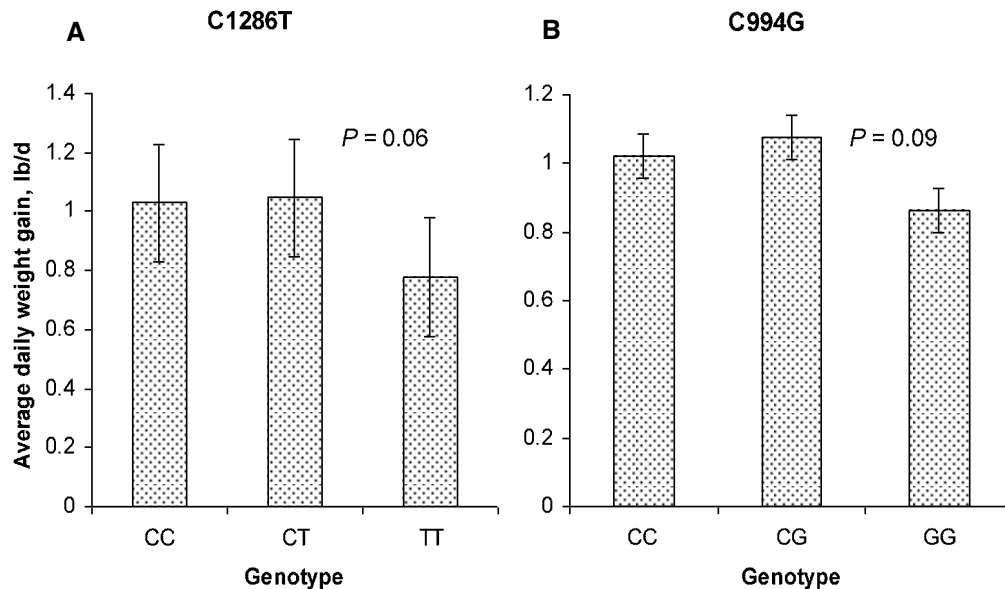 A
C1286T
Average daily weight gain, lb/d
1.4
1.2
1
0.8
0.6
0.4
0.2
0
P = 0.06
CC
CT
TT
Genotype
B
C994G
1.2
1
0.8
0.6
0.4
0.2
0
P = 0.09
CC
CG
GG
Genotype